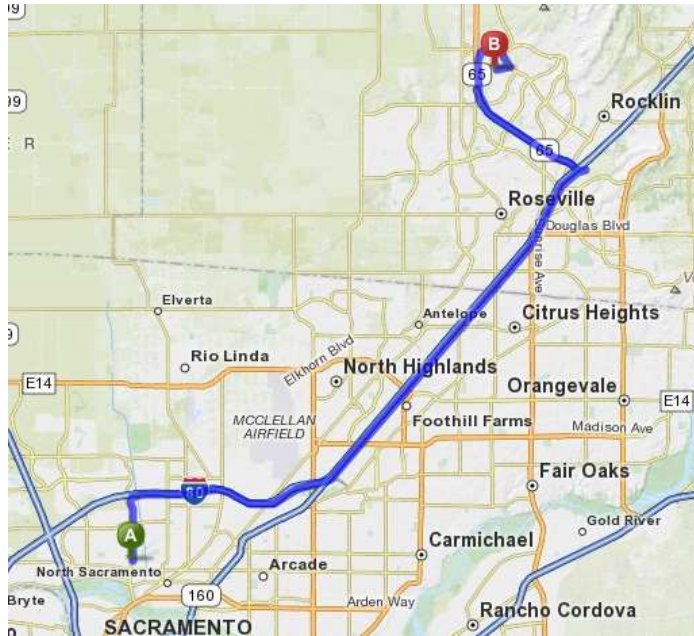 99
B
65
Rocklin
99
E R
65
Roseville
Douglas Blvd
Sunrise Ave
Elverta
Antelope
Citrus Heights
9
Rio Linda
Elkhorn Blvd
North Highlands
E14
Orangevale
E14
MCCLELLAN
AIRFIELD
Foothill Farms
Madison Ave
80
Fair Oaks
A
Gold River
Carmichael
North Sacramento
Arcade
160
Bryte
Arden Way
Rancho Cordova
SACRAMENTO